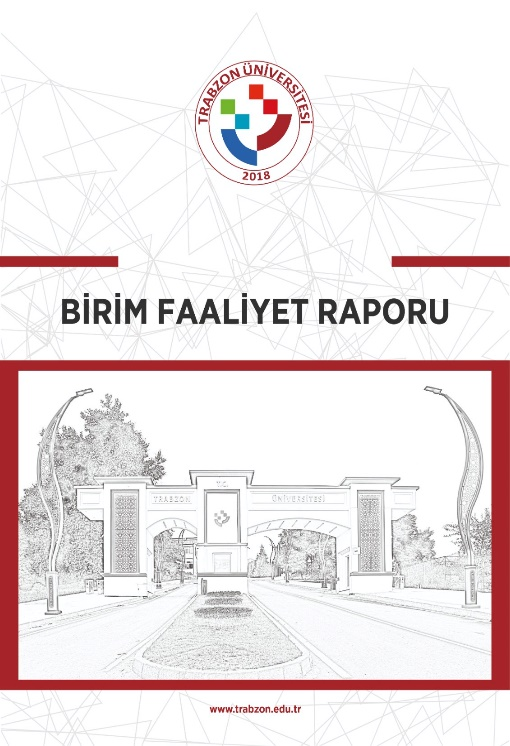 TRABZON ÜNİVERSİTESİ
2018
BİRİM FAALİYET RAPORU
T.C.
TRABZON ÜNİVERSİTESİ
www.trabzon.edu.tr